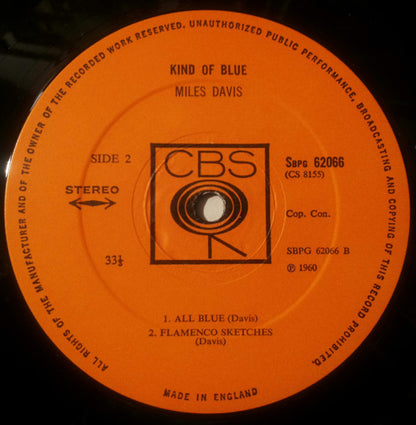 ALL RIGHTS OF THE MANUFACTURER AND OF THE OWNER OF THE RECORDED WORK RESERVED. UNAUTHORIZED PUBLIC PERFORMANCE, BROADCASTING AND COPYING OF THIS RECORD PROHIBITED.
KIND OF BLUE
MILES DAVIS
SIDE 2
CBS
SBPG 62066
(CS 8155)
STEREO
Cop. Con.
33⅓
SBPG 62066 B
℗ 1960
1. ALL BLUE (Davis)
2. FLAMENCO SKETCHES
(Davis)
MADE IN ENGLAND